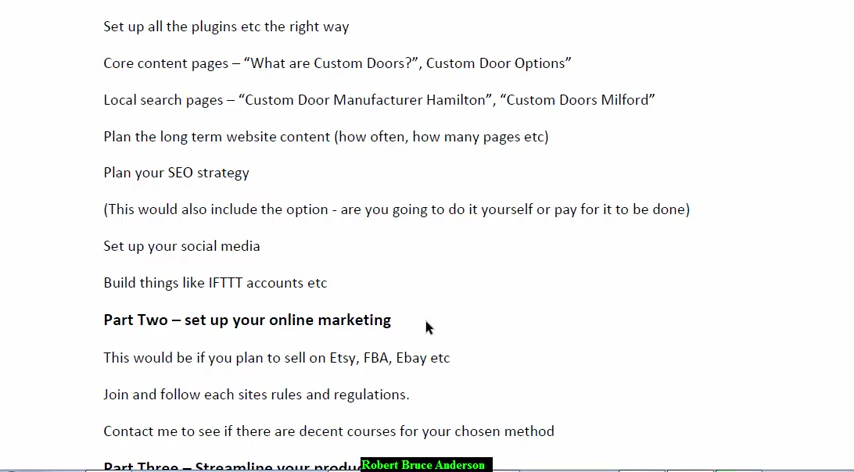 Set up all the plugins etc the right way
Core content pages – “What are Custom Doors?”, Custom Door Options”
Local search pages – “Custom Door Manufacturer Hamilton”, “Custom Doors Milford”
Plan the long term website content (how often, how many pages etc)
Plan your SEO strategy
(This would also include the option - are you going to do it yourself or pay for it to be done)
Set up your social media
Build things like IFTTT accounts etc
Part Two – set up your online marketing
This would be if you plan to sell on Etsy, FBA, Ebay etc
Join and follow each sites rules and regulations.
Contact me to see if there are decent courses for your chosen method
Part Three – Streamline your
Robert Bruce Anderson